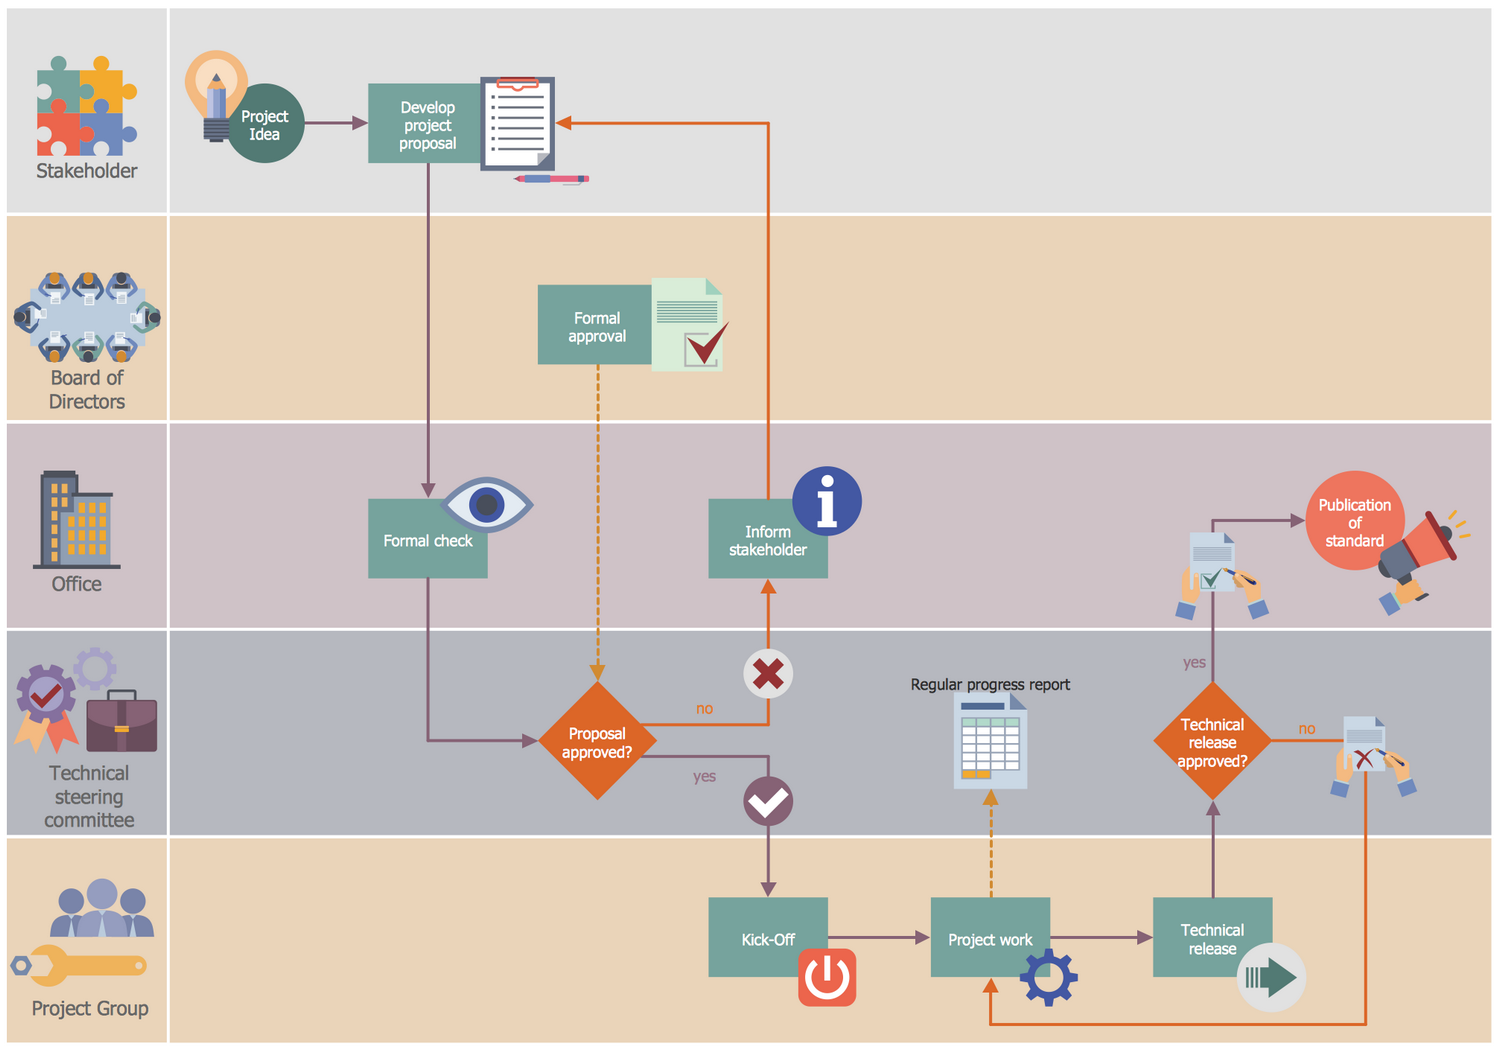 Stakeholder
Project
Idea
Develop
project
proposal
Board of
Directors
Formal
approval
Office
Formal check
Inform
stakeholder
Publication
of
standard
Technical
steering
committee
Proposal
approved?
no
yes
Regular progress report
yes
Technical
release
approved?
no
Project Group
Kick-Off
Project work
Technical
release